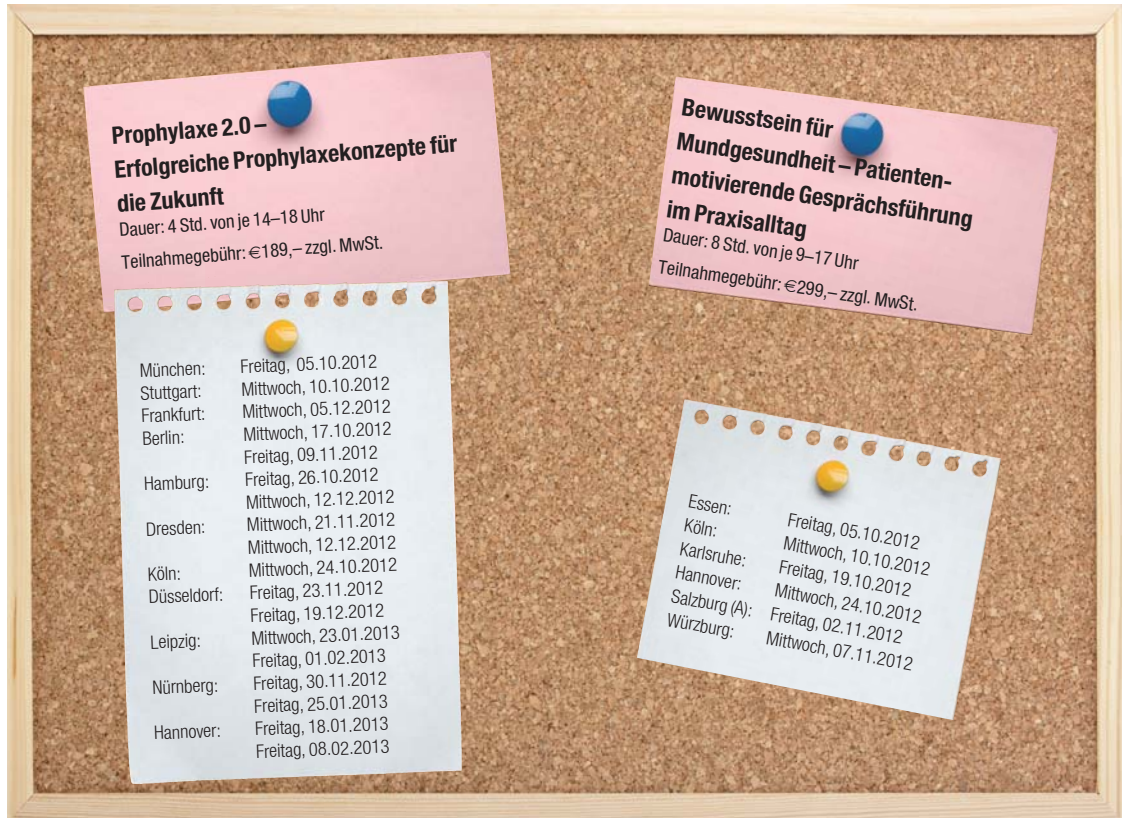 Prophylaxe 2.0 –
Erfolgreiche Prophylaxekonzepte für
die Zukunft
Dauer: 4 Std. von je 14–18 Uhr
Teilnahmegebühr: €189,– zzgl. MwSt.
München: Freitag, 05.10.2012
Stuttgart: Mittwoch, 10.10.2012
Frankfurt: Mittwoch, 05.12.2012
Berlin: Mittwoch, 17.10.2012
Freitag, 09.11.2012
Hamburg: Freitag, 26.10.2012
Mittwoch, 12.12.2012
Dresden: Mittwoch, 21.11.2012
Mittwoch, 12.12.2012
Köln: Mittwoch, 24.10.2012
Düsseldorf: Freitag, 23.11.2012
Freitag, 19.12.2012
Leipzig: Mittwoch, 23.01.2013
Freitag, 01.02.2013
Nürnberg: Freitag, 30.11.2012
Freitag, 25.01.2013
Hannover: Freitag, 18.01.2013
Freitag, 08.02.2013
Bewusstsein für
Mundgesundheit – Patienten-
motivierende Gesprächsführung
im Praxisalltag
Dauer: 8 Std. von je 9–17 Uhr
Teilnahmegebühr: €299,– zzgl. MwSt.
Essen: Freitag, 05.10.2012
Köln: Mittwoch, 10.10.2012
Karlsruhe: Freitag, 19.10.2012
Hannover: Mittwoch, 24.10.2012
Salzburg (A): Freitag, 02.11.2012
Würzburg: Mittwoch, 07.11.2012